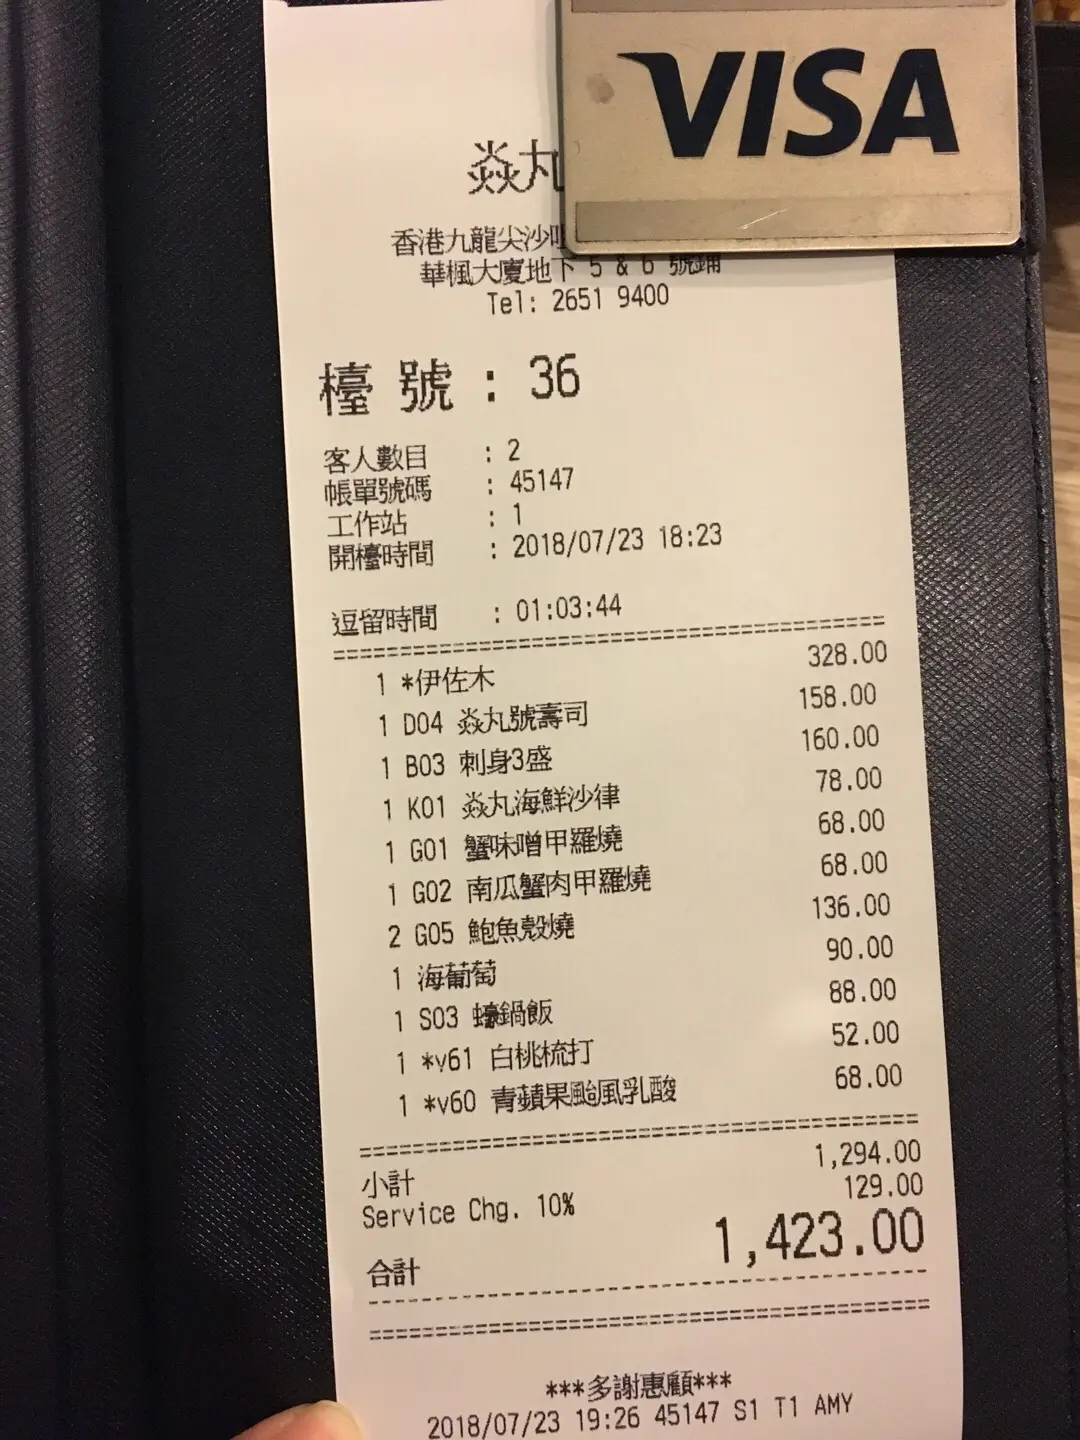 VISA
焱丸
香港九龍尖沙
華楓大廈地下 5 & 6 號鋪
Tel: 2651 9400
檯 號 : 36
客人數目 : 2
帳單號碼 : 45147
工作站 : 1
開檯時間 : 2018/07/23 18:23
逗留時間 : 01:03:44
1 *伊佐木 328.00
1 D04 焱丸號壽司 158.00
1 B03 刺身3盛 160.00
1 K01 焱丸海鮮沙律 78.00
1 G01 蟹味噌甲羅燒 68.00
1 G02 南瓜蟹肉甲羅燒 68.00
2 G05 鮑魚殼燒 136.00
1 海葡萄 90.00
1 S03 蠔鍋飯 88.00
1 *v61 白桃梳打 52.00
1 *v60 青蘋果颱風乳酸 68.00
小計 1,294.00
Service Chg. 10% 129.00
合計 1,423.00
***多謝惠顧***
2018/07/23 19:26 45147 S1 T1 AMY